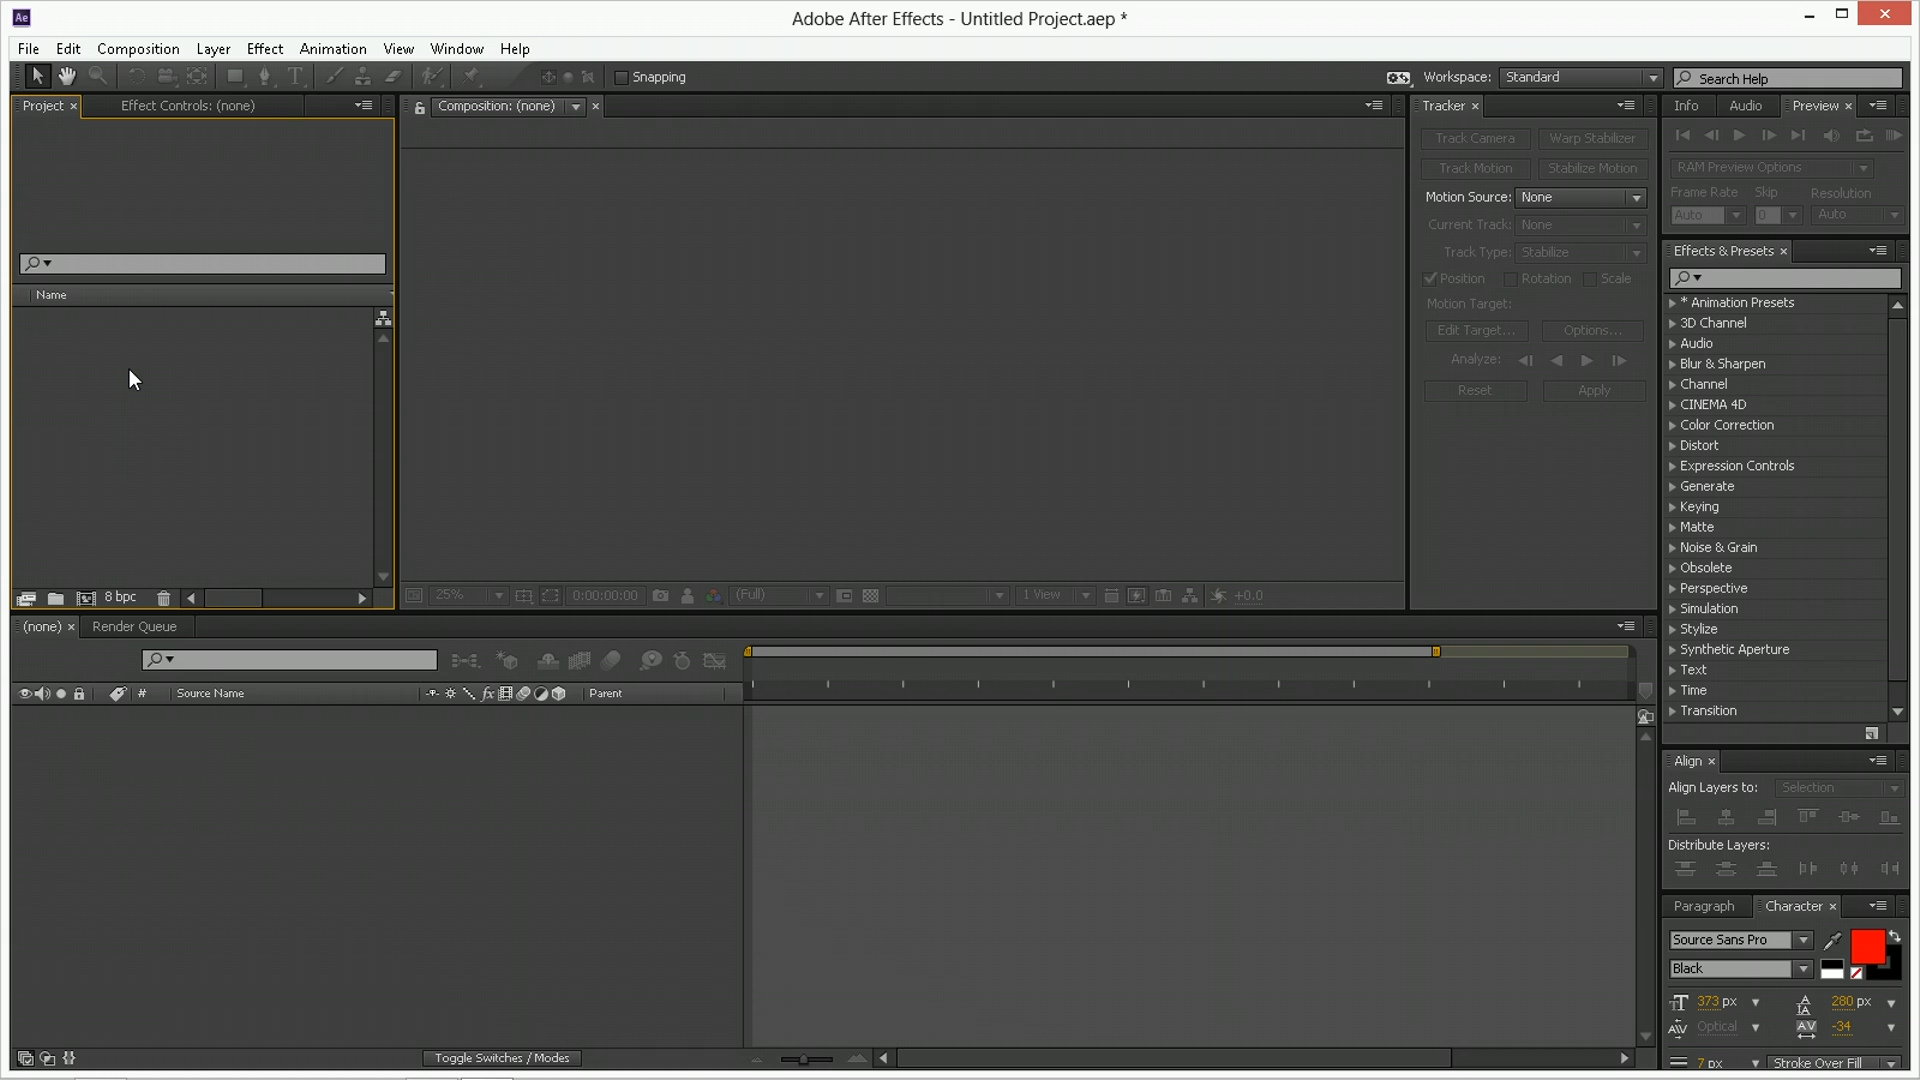 Ae
Adobe After Effects - Untitled Project.aep *
File Edit Composition Layer Effect Animation View Window Help
Snapping
Workspace: Standard
Search Help
Project
Effect Controls: (none)
Composition: (none)
Tracker
Info Audio Preview
Track Camera Warp Stabilizer
Track Motion Stabilize Motion
RAM Preview Options
Motion Source: None
Frame Rate Skip Resolution
Auto 0 Auto
Current Track: None
Track Type: Stabilize
Position Rotation Scale
Motion Target:
Edit Target... Options...
Analyze:
Reset Apply
Effects & Presets
* Animation Presets
3D Channel
Audio
Blur & Sharpen
Channel
CINEMA 4D
Color Correction
Distort
Expression Controls
Generate
Keying
Matte
Noise & Grain
Obsolete
Perspective
Simulation
Stylize
Synthetic Aperture
Text
Time
Transition
Name
8 bpc
25% 0:00:00:00 (Full) 1 View +0.0
(none) Render Queue
# Source Name fx Parent
Toggle Switches / Modes
Align
Align Layers to: Selection
Distribute Layers:
Paragraph Character
Source Sans Pro
Black
373 px 280 px
Optical -34
7 px Stroke Over Fill